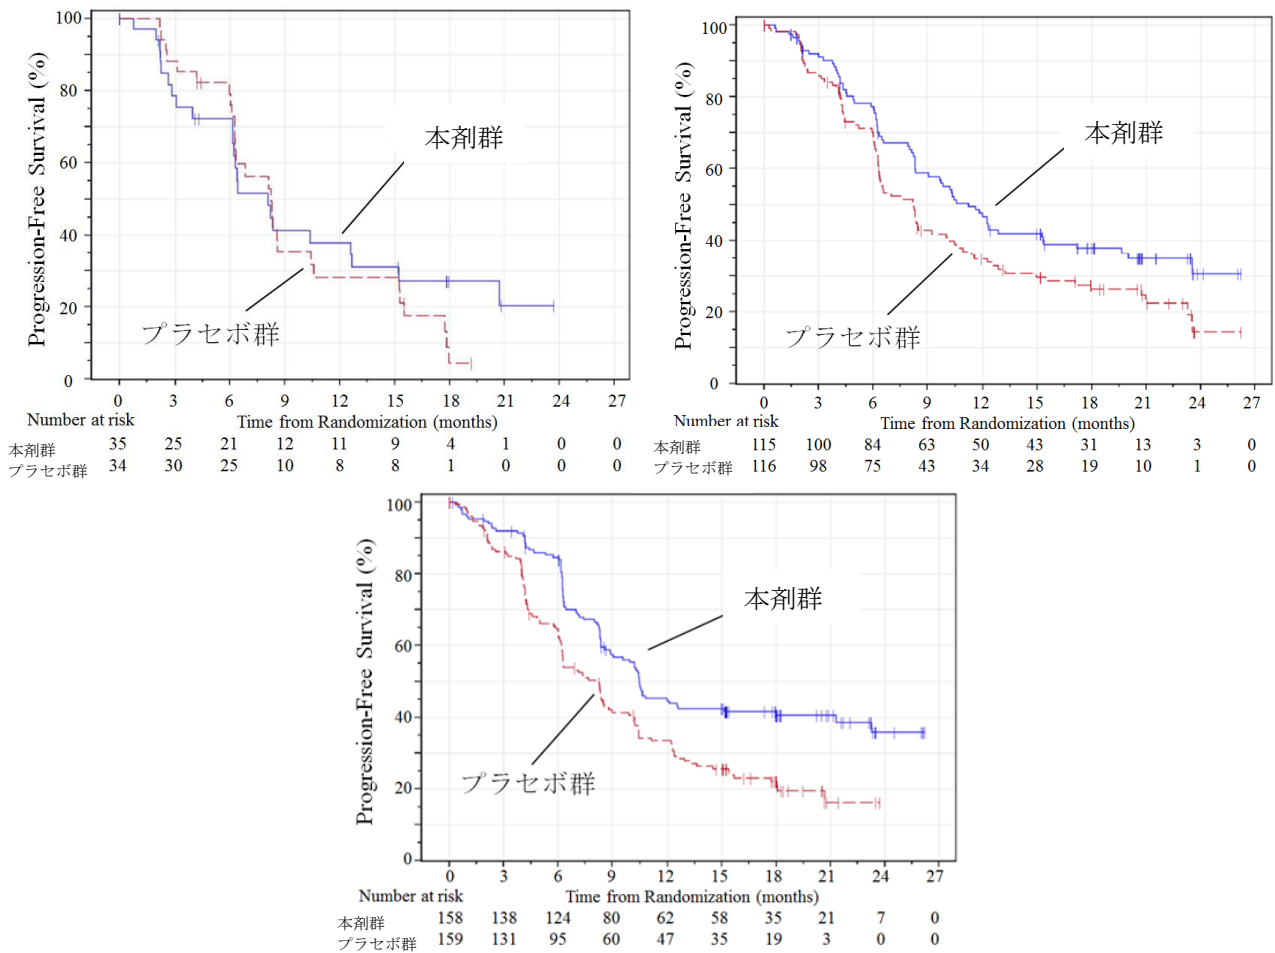 Progression-Free Survival (%)
100
80
60
40
20
0
本剤群
プラセボ群
0 3 6 9 12 15 18 21 24 27
Number at risk
Time from Randomization (months)
本剤群 35 25 21 12 11 9 4 1 0 0
プラセボ群 34 30 25 10 8 8 1 0 0 0
Progression-Free Survival (%)
100
80
60
40
20
0
本剤群
プラセボ群
0 3 6 9 12 15 18 21 24 27
Number at risk
Time from Randomization (months)
本剤群 115 100 84 63 50 43 31 13 3 0
プラセボ群 116 98 75 43 34 28 19 10 1 0
Progression-Free Survival (%)
100
80
60
40
20
0
本剤群
プラセボ群
0 3 6 9 12 15 18 21 24 27
Number at risk
Time from Randomization (months)
本剤群 158 138 124 80 62 58 35 21 7 0
プラセボ群 159 131 95 60 47 35 19 3 0 0